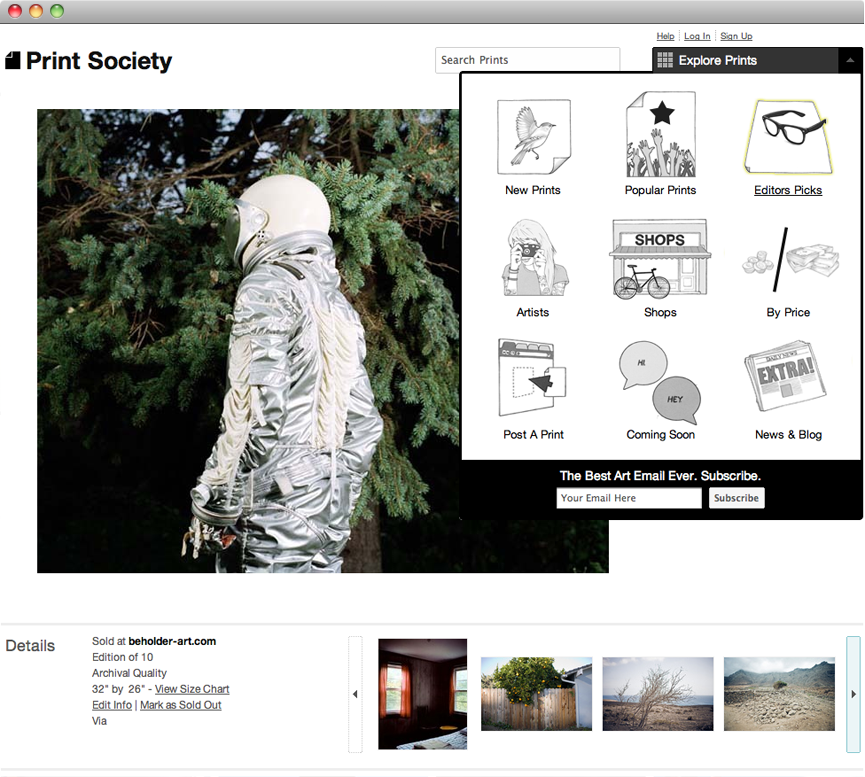 Help | Log In | Sign Up
Print Society
Search Prints
Explore Prints
New Prints
Popular Prints
Editors Picks
SHOPS
Artists
Shops
By Price
HI
HEY
DAILY NEWS
EXTRA!
Post A Print
Coming Soon
News & Blog
The Best Art Email Ever. Subscribe.
Your Email Here
Subscribe
Details
Sold at beholder-art.com
Edition of 10
Archival Quality
32" by 26" - View Size Chart
Edit Info | Mark as Sold Out
Via